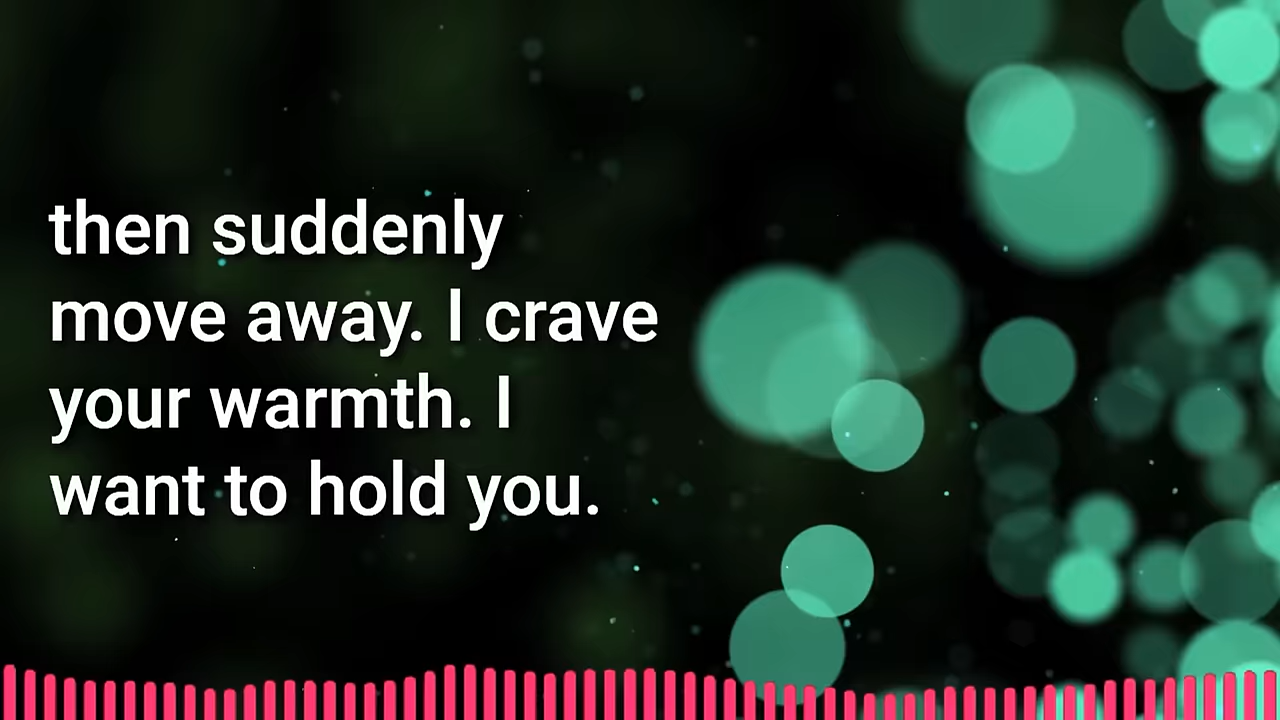 then suddenly
move away. I crave
your warmth. I
want to hold you.